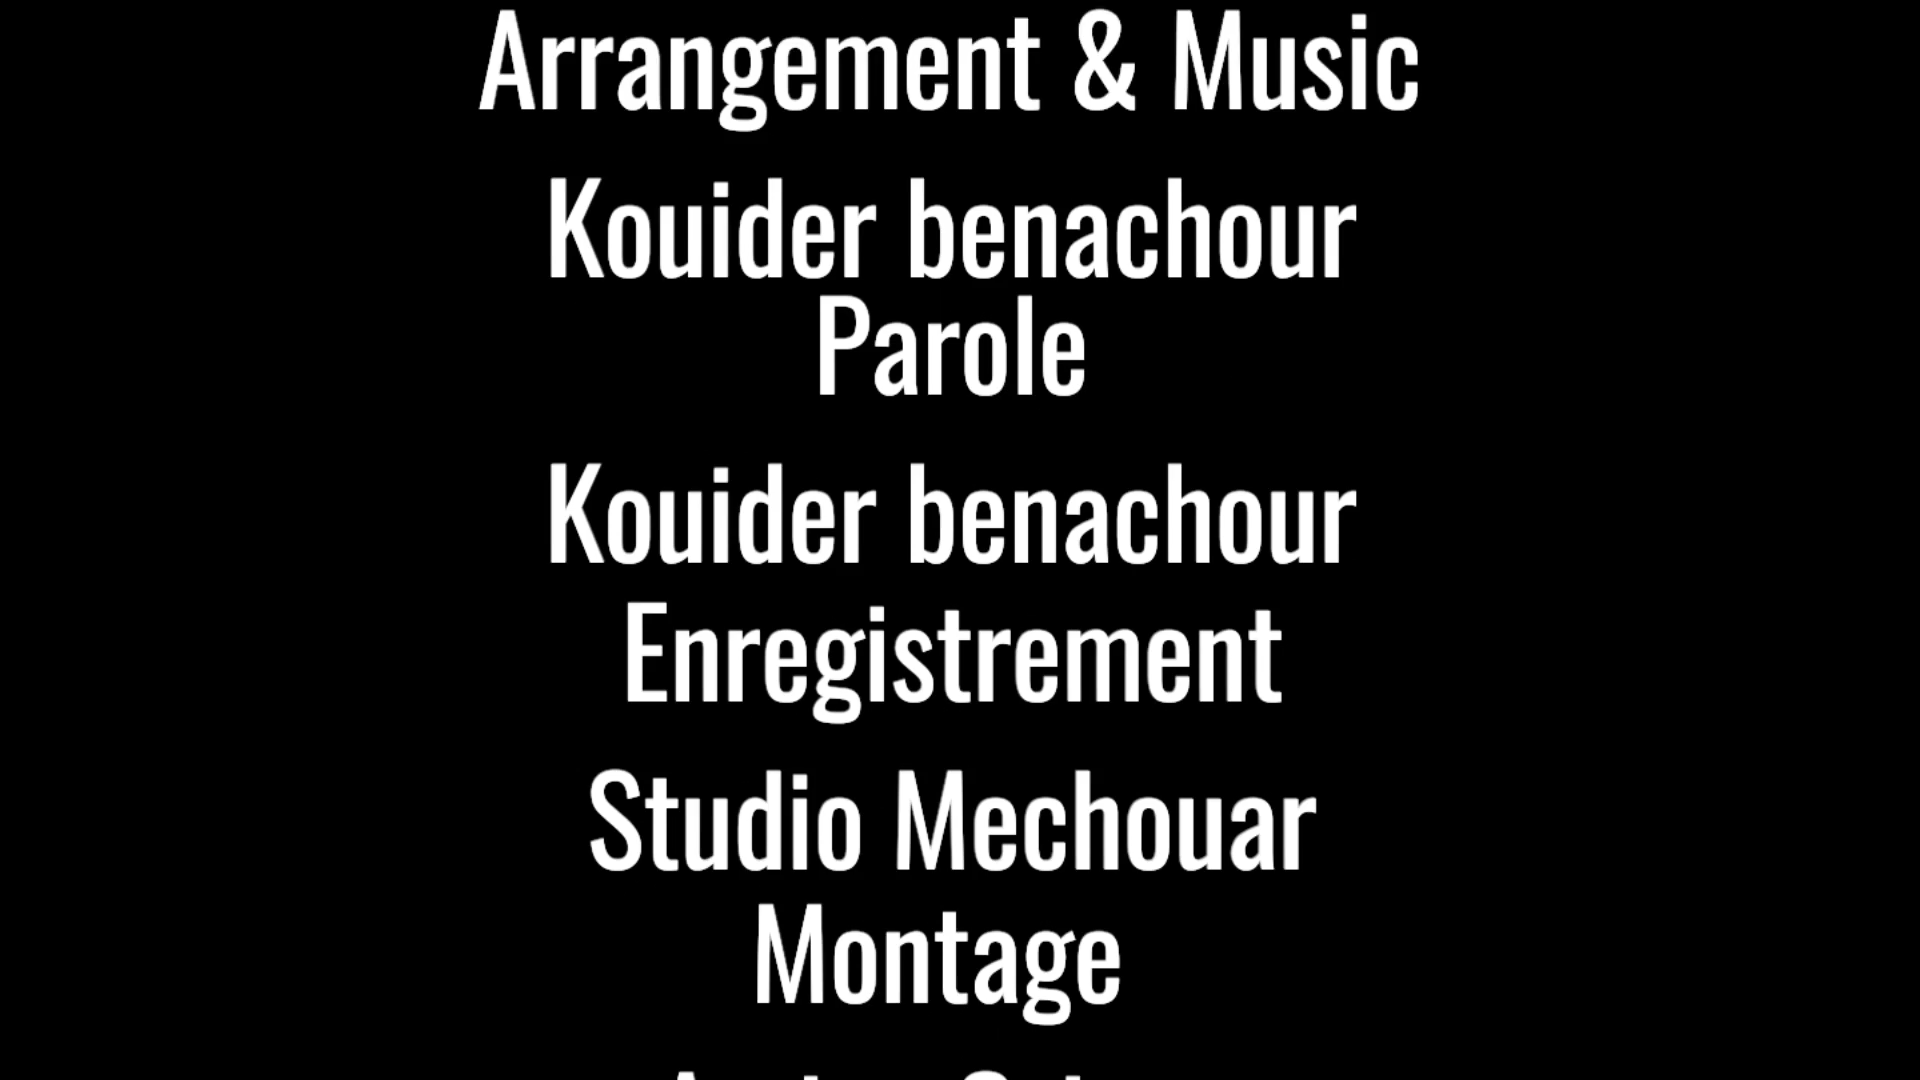 Arrangement & Music
Kouider benachour
Parole
Kouider benachour
Enregistrement
Studio Mechouar
Montage